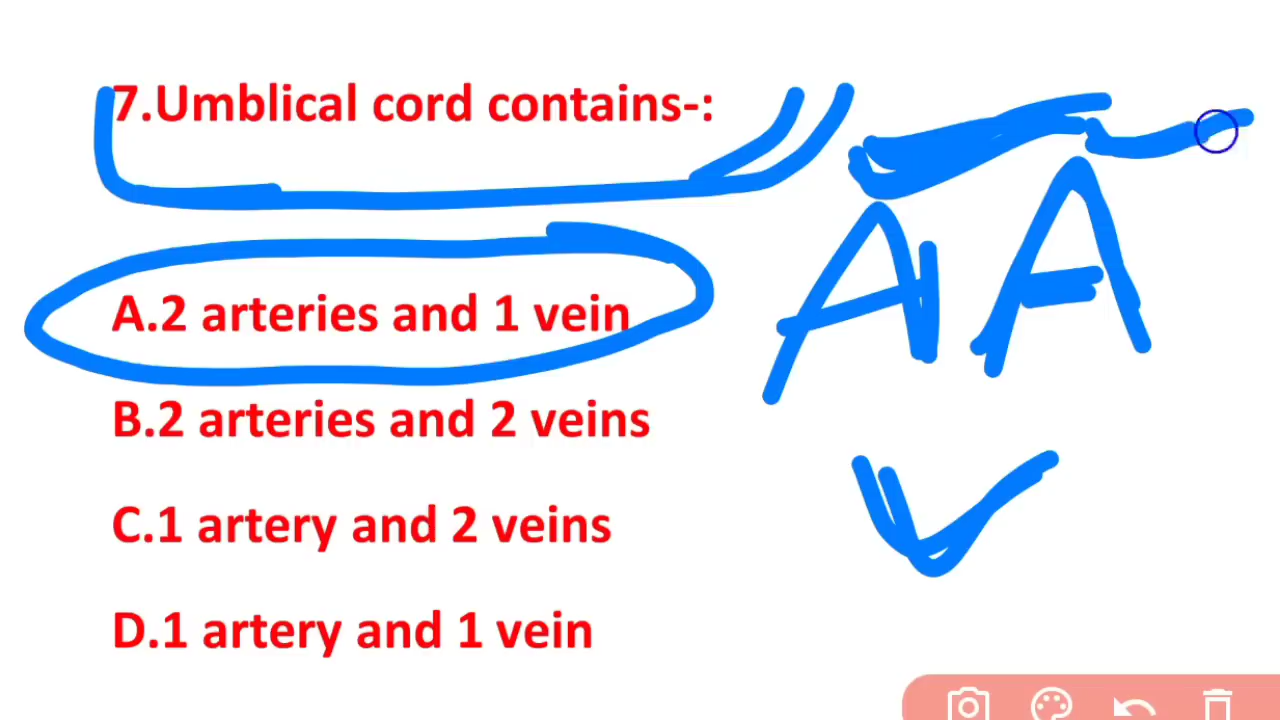 7.Umblical cord contains-:
A.2 arteries and 1 vein
A A
B.2 arteries and 2 veins
C.1 artery and 2 veins
D.1 artery and 1 vein